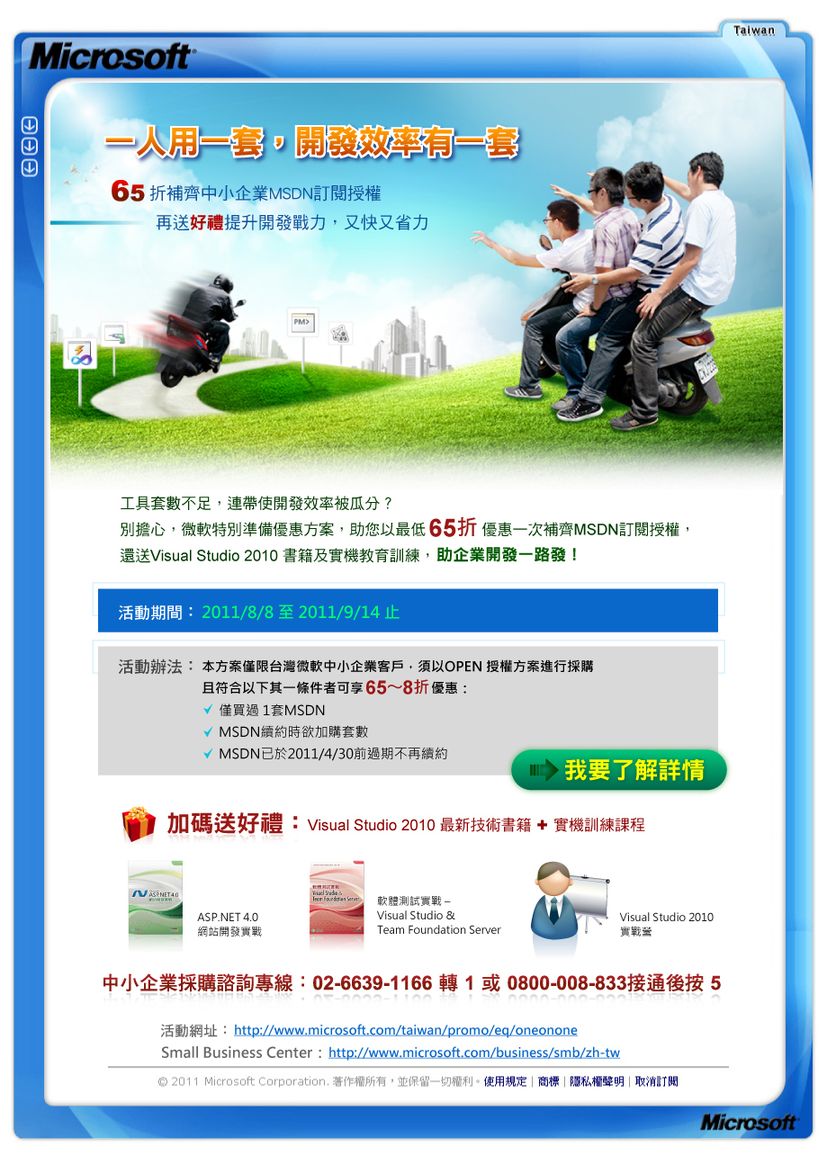 Taiwan
Microsoft
一人用一套，開發效率有一套
65 折補齊中小企業MSDN訂閱授權
再送好禮提升開發戰力，又快又省力
PM>
工具套數不足，連帶使開發效率被瓜分？
別擔心，微軟特別準備優惠方案，助您以最低 65折 優惠一次補齊MSDN訂閱授權，
還送Visual Studio 2010 書籍及實機教育訓練，助企業開發一路發！
活動期間： 2011/8/8 至 2011/9/14 止
活動辦法： 本方案僅限台灣微軟中小企業客戶．須以OPEN 授權方案進行採購
且符合以下其一條件者可享 65～8折 優惠：
僅買過 1套MSDN
MSDN續約時欲加購套數
MSDN已於2011/4/30前過期不再續約
我要了解詳情
加碼送好禮： Visual Studio 2010 最新技術書籍 + 實機訓練課程
ASP.NET 4.0
軟體測試實戰
Visual Studio &
Team Foundation Server
ASP.NET 4.0
網站開發實戰
軟體測試實戰 –
Visual Studio &
Team Foundation Server
Visual Studio 2010
實戰營
中小企業採購諮詢專線：02-6639-1166 轉 1 或 0800-008-833接通後按 5
活動網址： http://www.microsoft.com/taiwan/promo/eq/oneonone
Small Business Center： http://www.microsoft.com/business/smb/zh-tw
© 2011 Microsoft Corporation. 著作權所有，並保留一切權利。使用規定 | 商標 | 隱私權聲明 | 取消訂閱
Microsoft